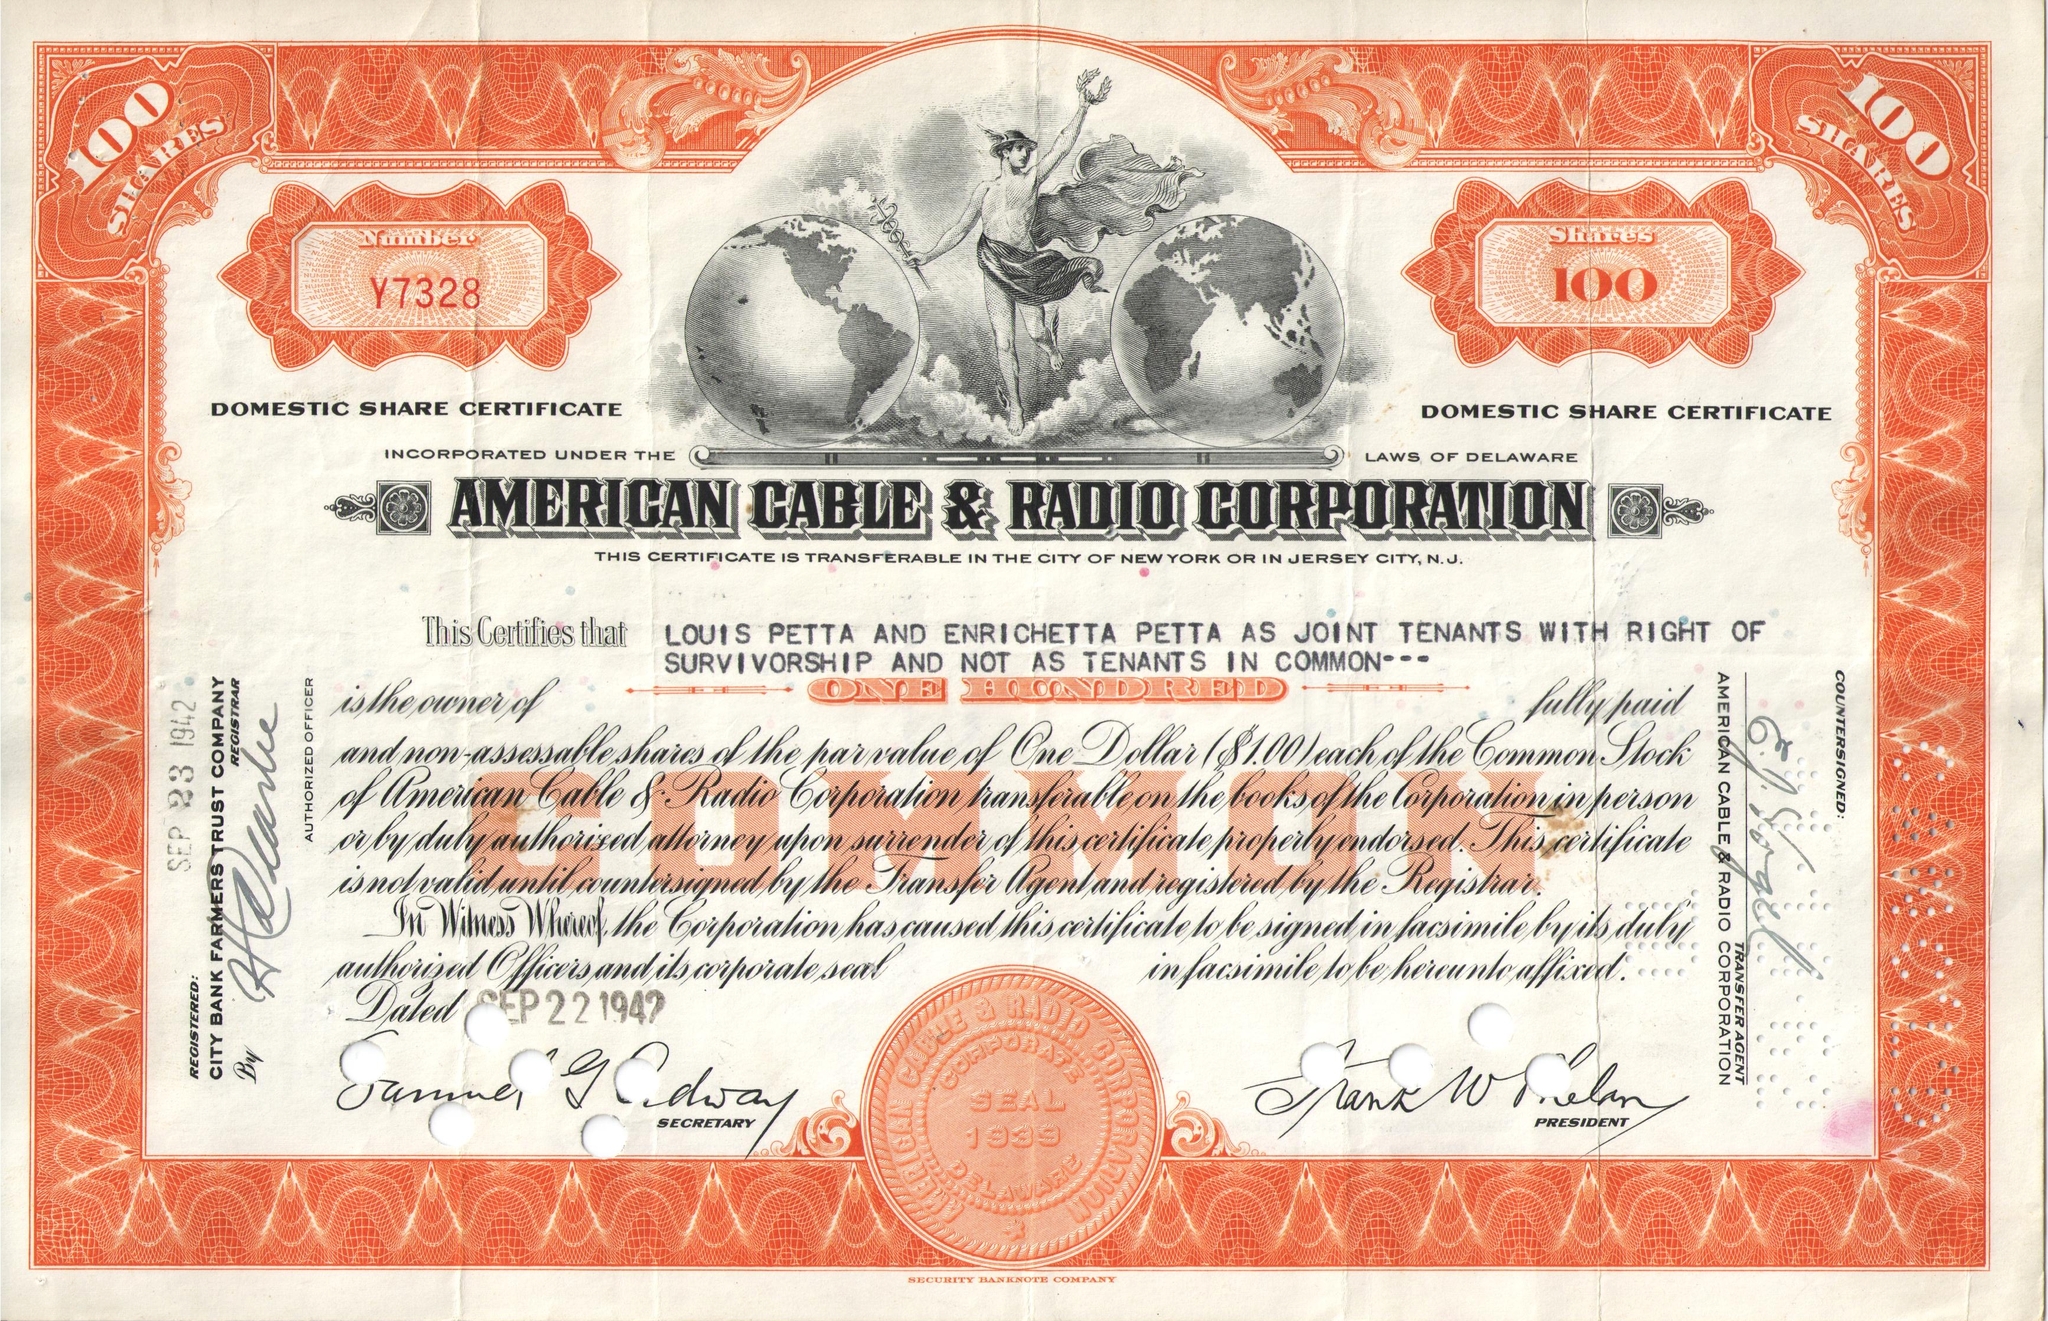 100 SHARES
100 SHARES
Number
Y7328
Shares
100
DOMESTIC SHARE CERTIFICATE
DOMESTIC SHARE CERTIFICATE
INCORPORATED UNDER THE LAWS OF DELAWARE
AMERICAN CABLE & RADIO CORPORATION
THIS CERTIFICATE IS TRANSFERABLE IN THE CITY OF NEW YORK OR IN JERSEY CITY, N.J.
This Certifies that LOUIS PETTA AND ENRICHETTA PETTA AS JOINT TENANTS WITH RIGHT OF
SURVIVORSHIP AND NOT AS TENANTS IN COMMON---
is the owner of ONE HUNDRED fully paid
and non-assessable shares of the par value of One Dollar ($1.00) each of the Common Stock
of American Cable & Radio Corporation transferable on the books of the Corporation in person
or by duly authorized attorney upon surrender of this certificate properly endorsed. This certificate
is not valid until countersigned by the Transfer Agent and registered by the Registrar.
COMMON
In Witness Whereof, the Corporation has caused this certificate to be signed in facsimile by its duly
authorized Officers and its corporate seal in facsimile to be hereunto affixed.
Dated SEP 22 1942
Samuel G Ordway
SECRETARY
Frank W Phelan
PRESIDENT
AMERICAN CABLE & RADIO CORPORATION
CORPORATE
SEAL
1939
DELAWARE
SECURITY BANKNOTE COMPANY
SEP 23 1942
REGISTERED:
CITY BANK FARMERS TRUST COMPANY
REGISTRAR
By
AUTHORIZED OFFICER
COUNTERSIGNED:
TRANSFER AGENT
AMERICAN CABLE & RADIO CORPORATION